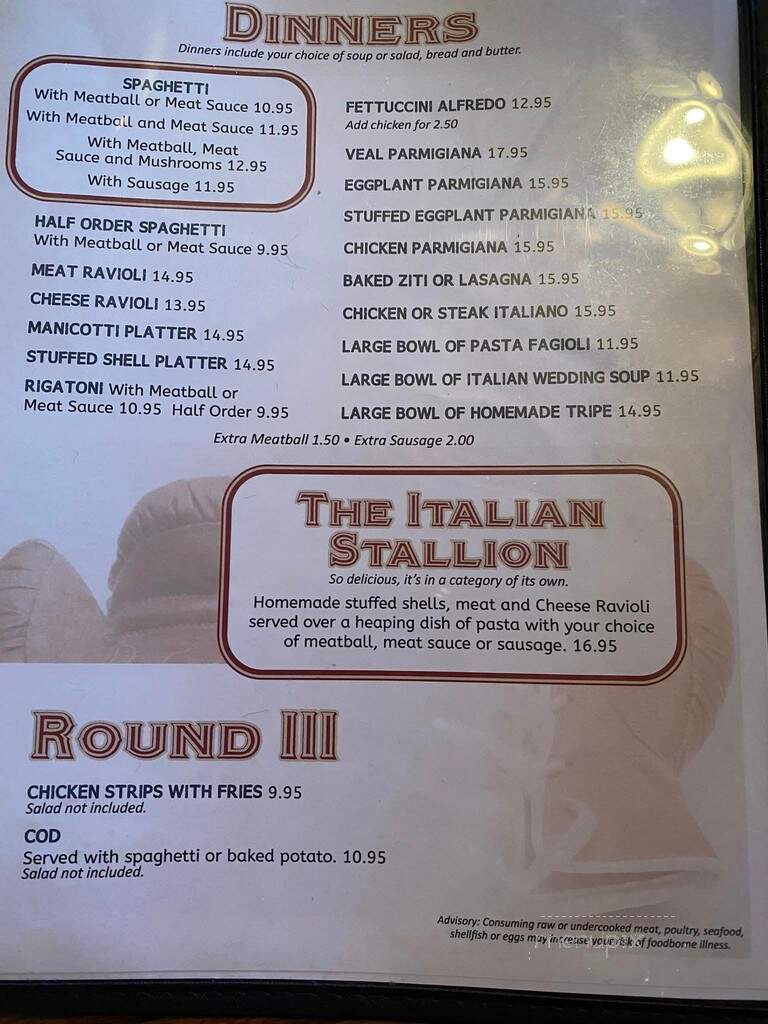 DINNERS
Dinners include your choice of soup or salad, bread and butter.
SPAGHETTI
With Meatball or Meat Sauce 10.95
With Meatball and Meat Sauce 11.95
With Meatball, Meat
Sauce and Mushrooms 12.95
With Sausage 11.95
HALF ORDER SPAGHETTI
With Meatball or Meat Sauce 9.95
MEAT RAVIOLI 14.95
CHEESE RAVIOLI 13.95
MANICOTTI PLATTER 14.95
STUFFED SHELL PLATTER 14.95
RIGATONI With Meatball or
Meat Sauce 10.95 Half Order 9.95
FETTUCCINI ALFREDO 12.95
Add chicken for 2.50
VEAL PARMIGIANA 17.95
EGGPLANT PARMIGIANA 15.95
STUFFED EGGPLANT PARMIGIANA 15.95
CHICKEN PARMIGIANA 15.95
BAKED ZITI OR LASAGNA 15.95
CHICKEN OR STEAK ITALIANO 15.95
LARGE BOWL OF PASTA FAGIOLI 11.95
LARGE BOWL OF ITALIAN WEDDING SOUP 11.95
LARGE BOWL OF HOMEMADE TRIPE 14.95
Extra Meatball 1.50 • Extra Sausage 2.00
THE ITALIAN
STALLION
So delicious, it's in a category of its own.
Homemade stuffed shells, meat and Cheese Ravioli
served over a heaping dish of pasta with your choice
of meatball, meat sauce or sausage. 16.95
ROUND III
CHICKEN STRIPS WITH FRIES 9.95
Salad not included.
COD
Served with spaghetti or baked potato. 10.95
Salad not included.
Advisory: Consuming raw or undercooked meat, poultry, seafood,
shellfish or eggs may increase your risk of foodborne illness.
menupix